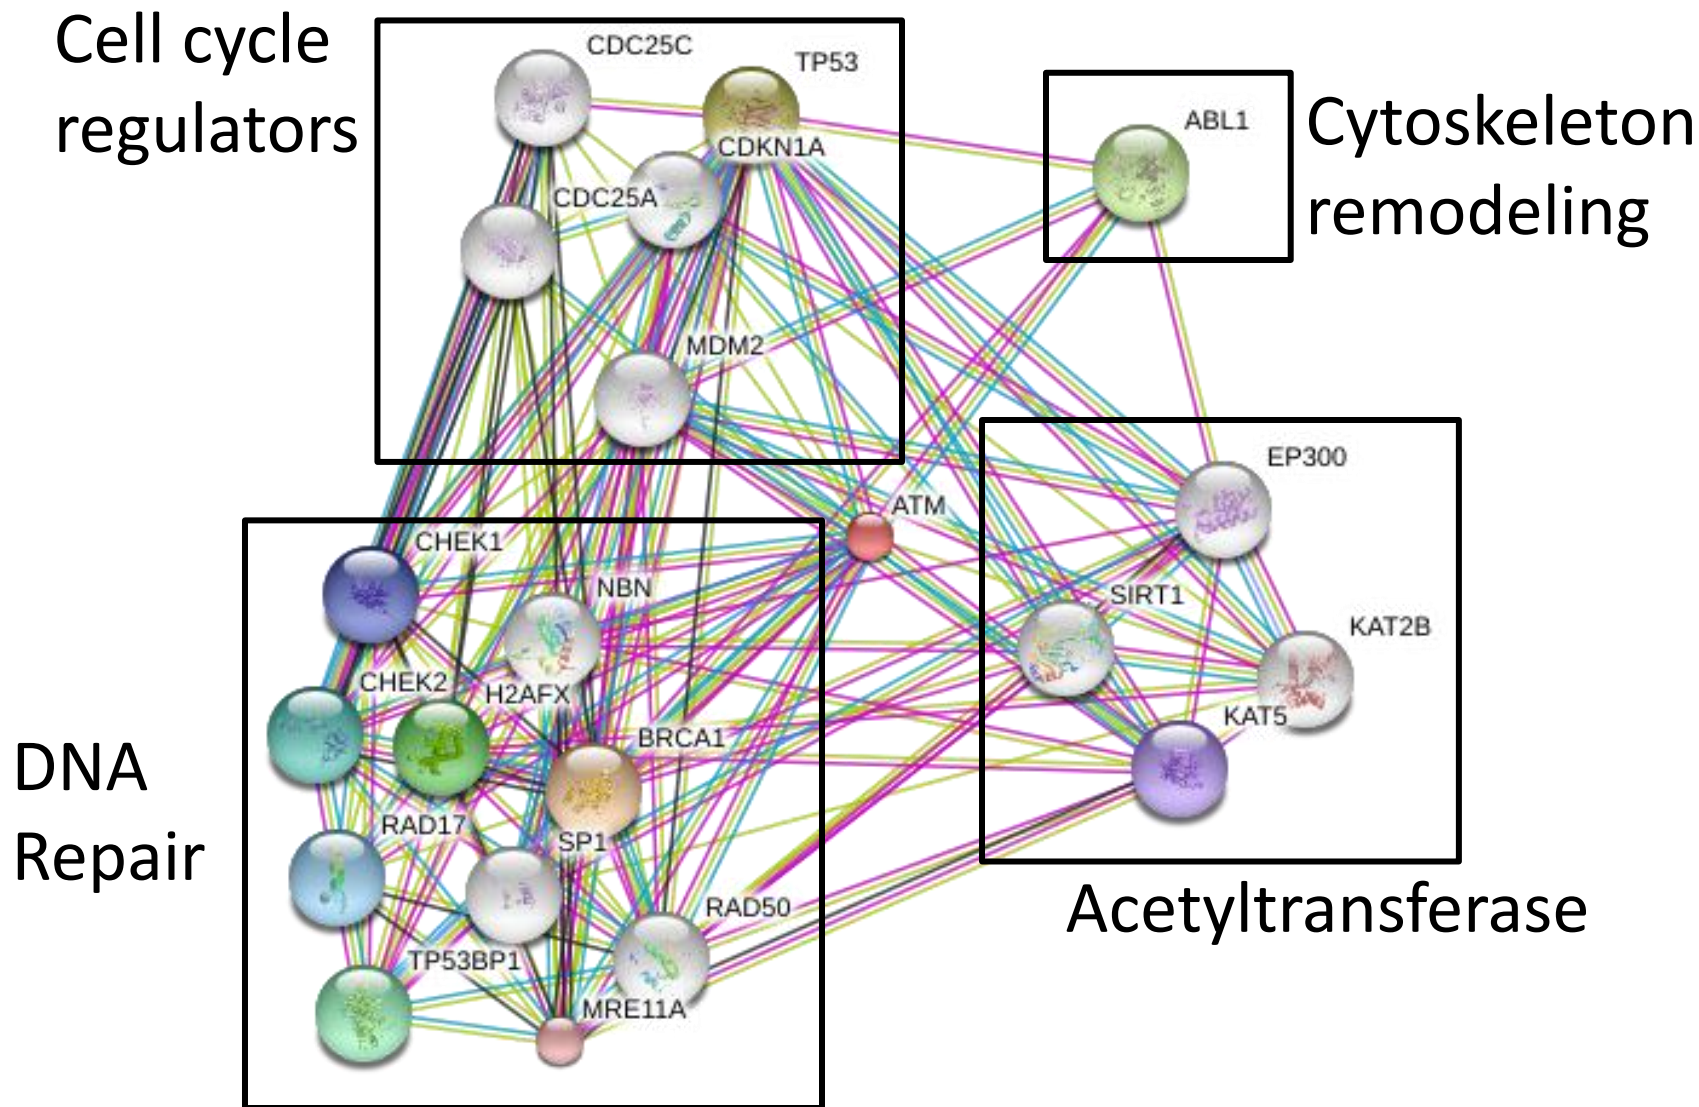 Cell cycle
regulators
CDC25C
TP53
CDKN1A
CDC25A
MDM2
ABL1
Cytoskeleton
remodeling
ATM
EP300
SIRT1
KAT2B
KAT5
Acetyltransferase
DNA
Repair
CHEK1
NBN
CHEK2
H2AFX
BRCA1
RAD17
SP1
RAD50
TP53BP1
MRE11A